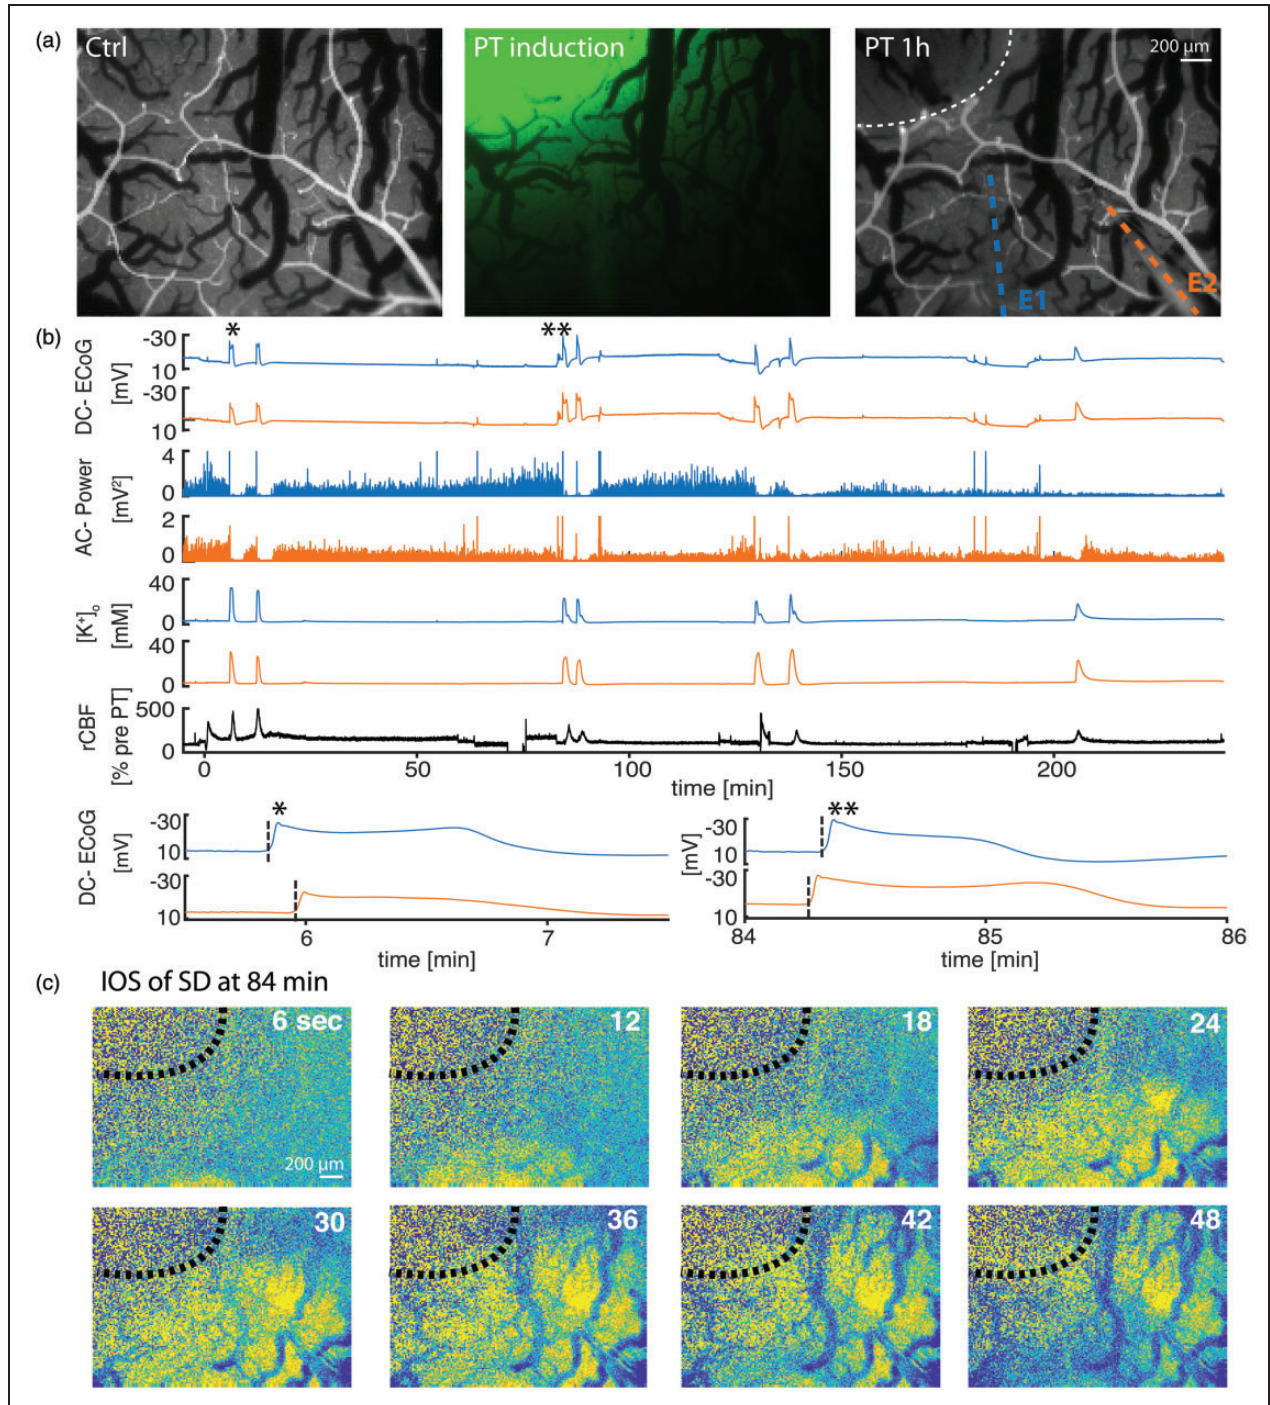 (a)
Ctrl
PT induction
PT 1h
200 µm
E1
E2
(b)
*
**
DC- ECoG
[mV]
-30
10
-30
10
AC- Power
[mV²]
4
0
2
0
[K⁺]ₒ
[mM]
40
0
40
0
rCBF
[% pre PT]
500
0
0
50
100
150
200
time [min]
DC- ECoG
[mV]
-30
10
-30
10
*
6
7
time [min]
[mV]
-30
10
-30
10
**
84
85
86
time [min]
(c)
IOS of SD at 84 min
6 sec
12
18
24
200 µm
30
36
42
48